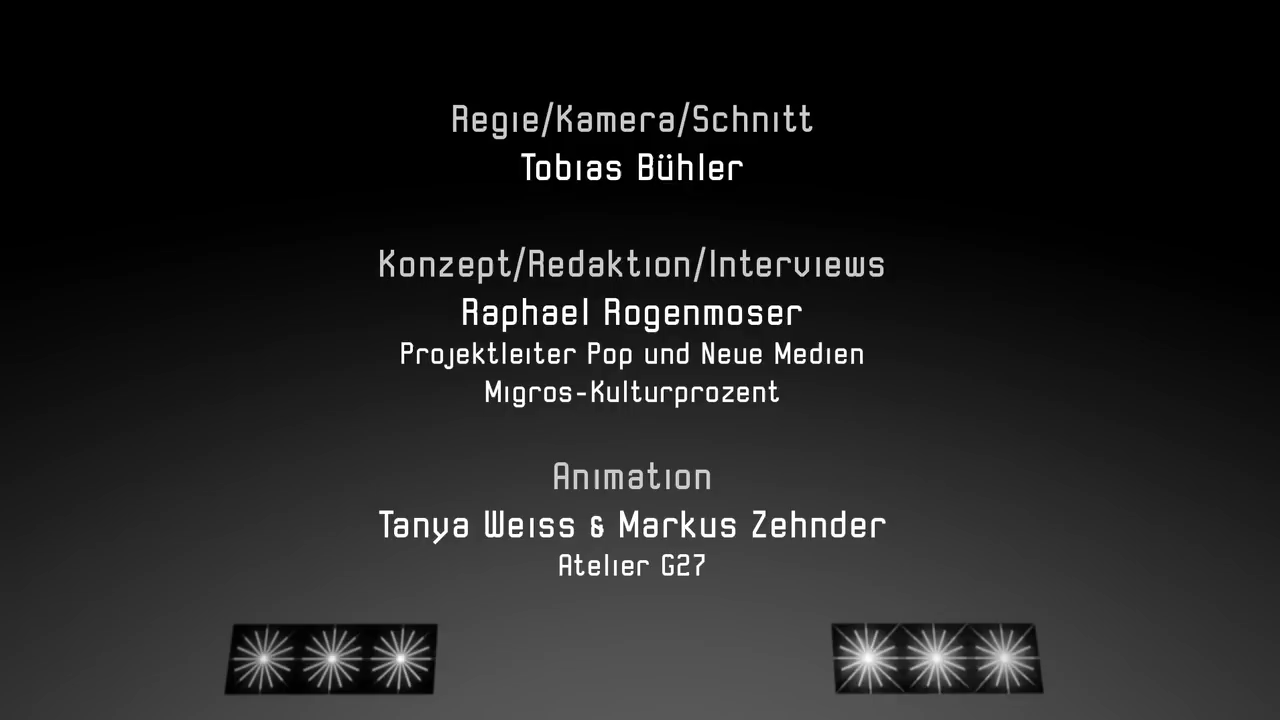 Regie/Kamera/Schnitt
Tobias Bühler
Konzept/Redaktion/Interviews
Raphael Rogenmoser
Projektleiter Pop und Neue Medien
Migros-Kulturprozent
Animation
Tanya Weiss & Markus Zehnder
Atelier G27